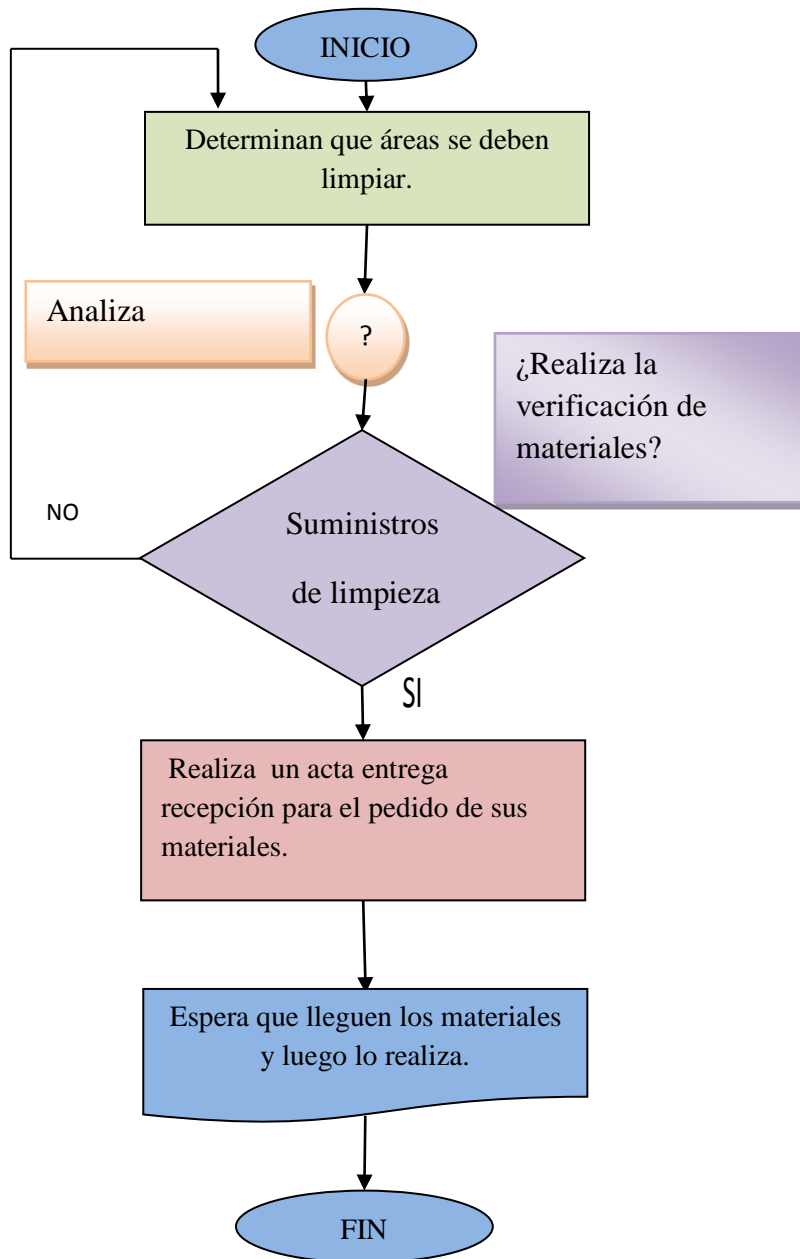 INICIO
Determinan que áreas se deben
limpiar.
Analiza
?
¿Realiza la
verificación de
materiales?
NO
Suministros
de limpieza
SI
Realiza un acta entrega
recepción para el pedido de sus
materiales.
Espera que lleguen los materiales
y luego lo realiza.
FIN